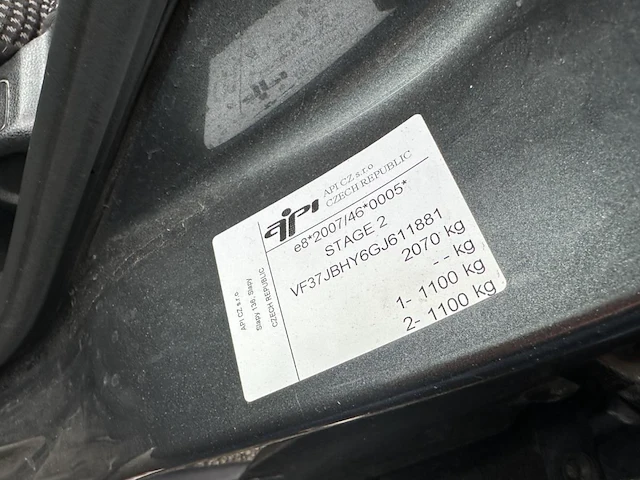 API
API CZ s.r.o
CZECH REPUBLIC
e8*2007/46*0005*
STAGE 2
VF37JBHY6GJ611881
2070 kg
- - kg
1- 1100 kg
2- 1100 kg
API CZ s.r.o
Slapy 136, Slapy
CZECH REPUBLIC